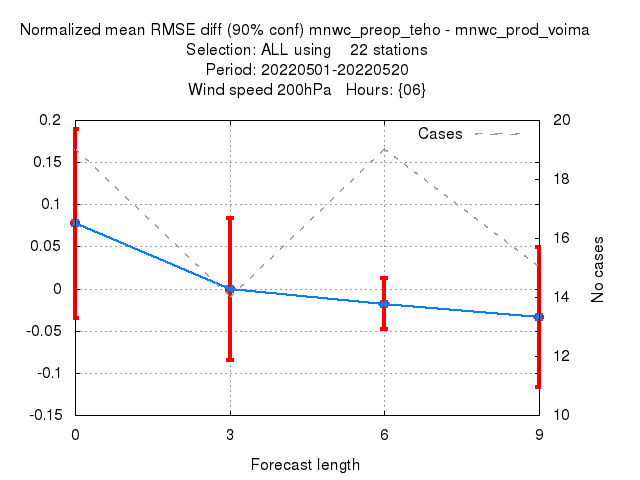 Normalized mean RMSE diff (90% conf) mnwc_preop_teho - mnwc_prod_voima
Selection: ALL using    22 stations
Period: 20220501-20220520
Wind speed 200hPa   Hours: {06}
Cases
0.2
0.15
0.1
0.05
0
-0.05
-0.1
-0.15
20
18
16
14
12
10
No cases
0 3 6 9
Forecast length